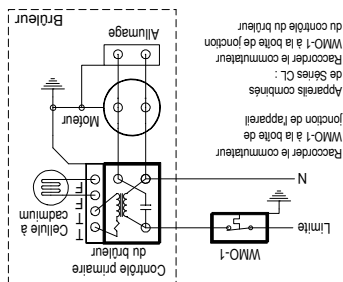 WMO-1
Limite
N
Raccorder le commutateur
WMO-1 à la boîte de
jonction de l'appareil
Appareils combinés
de Séries CL :
Raccorder le commutateur
WMO-1 à la boîte de jonction
du contrôle du brûleur
Contrôle primaire
du brûleur
T
T
F
F
Cellule à
cadmium
Moteur
Allumage
Brûleur